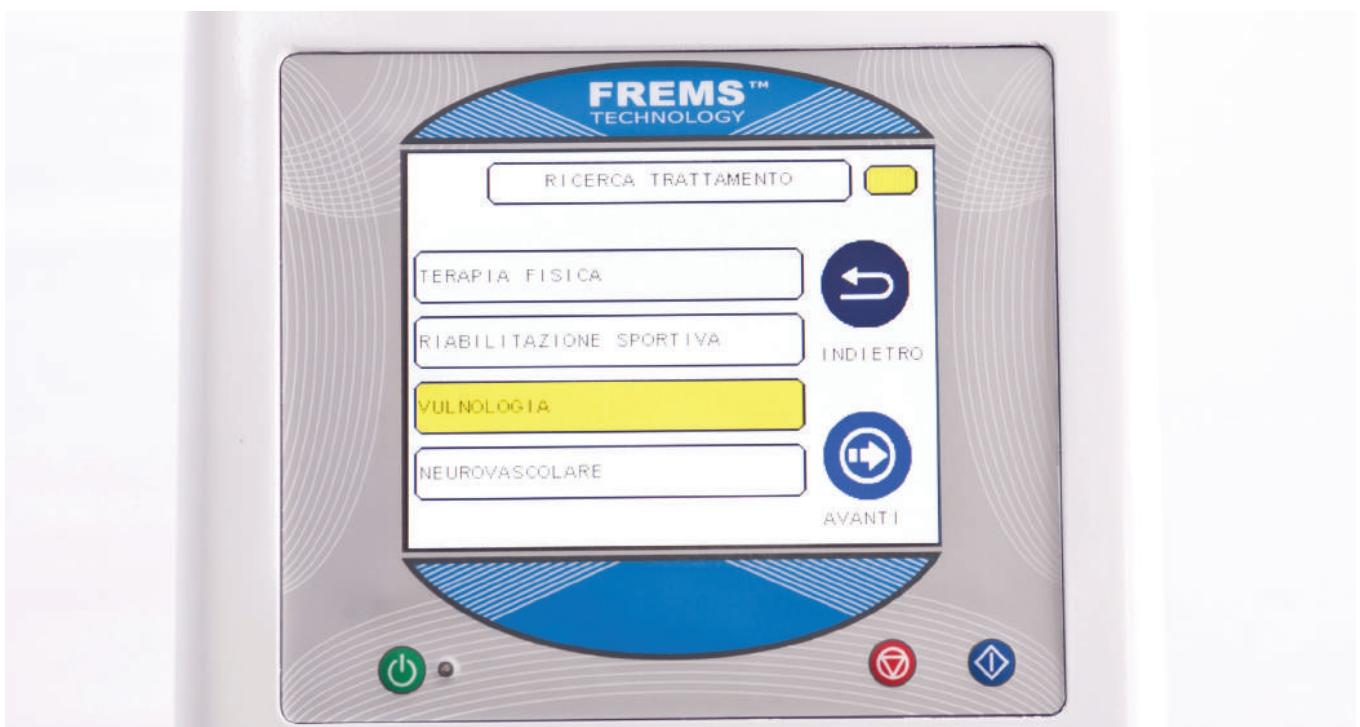 FREMS™
TECHNOLOGY
RICERCA TRATTAMENTO
TERAPIA FISICA
RIABILITAZIONE SPORTIVA
INDIETRO
VULNOLOGIA
NEUROVASCOLARE
AVANTI